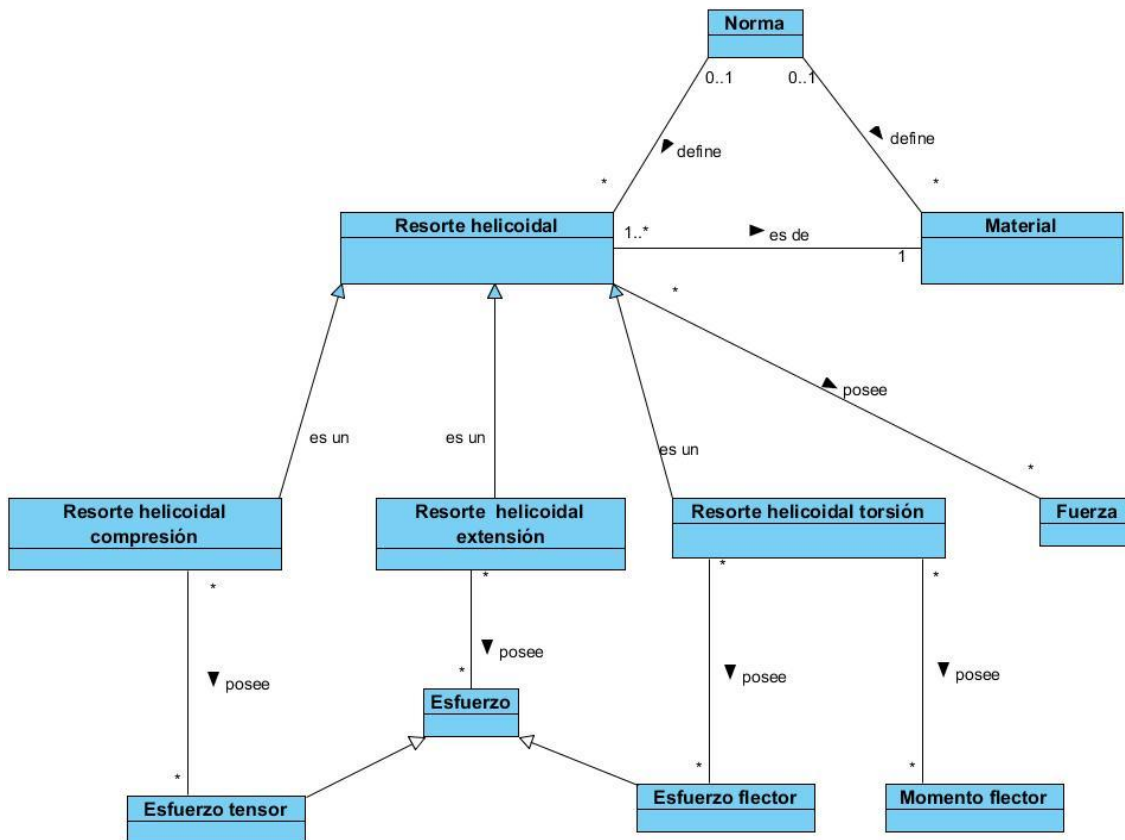 Norma
0..1
0..1
define
define
*
*
Resorte helicoidal
Material
1..*
es de
1
*
posee
es un
es un
es un
*
Resorte helicoidal
compresión
Resorte helicoidal
extensión
Resorte helicoidal torsión
Fuerza
*
*
*
*
posee
*
posee
posee
posee
Esfuerzo
*
*
*
Esfuerzo tensor
Esfuerzo flector
Momento flector